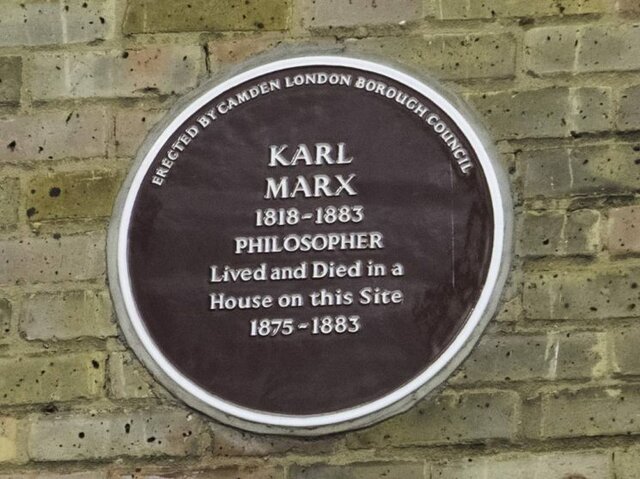 ERECTED BY CAMDEN LONDON BOROUGH COUNCIL
KARL
MARX
1818-1883
PHILOSOPHER
Lived and Died in a
House on this Site
1875-1883